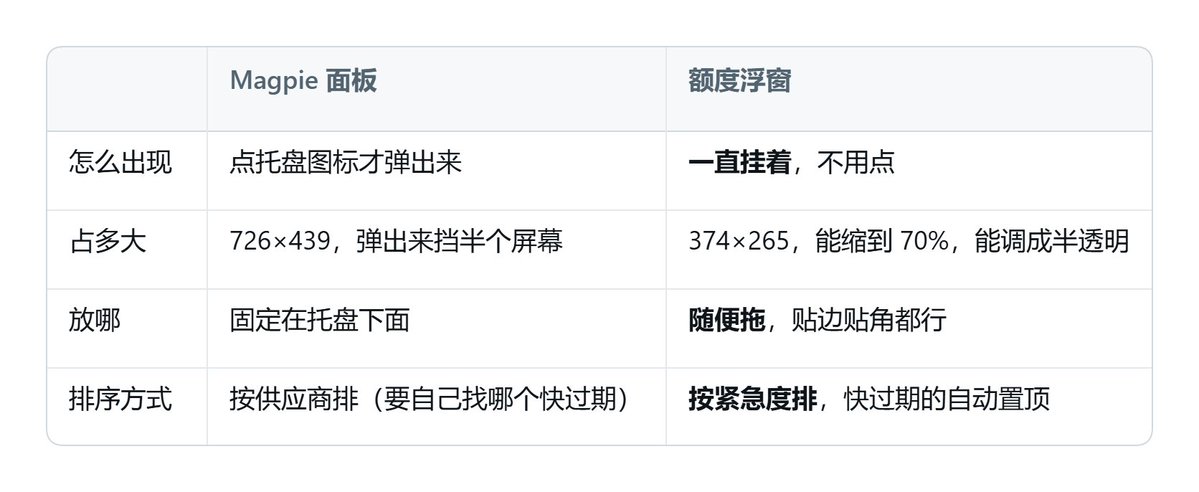 Magpie 面板 额度浮窗
怎么出现 点托盘图标才弹出来 一直挂着，不用点
占多大 726×439，弹出来挡半个屏幕 374×265，能缩到 70%，能调成半透明
放哪 固定在托盘下面 随便拖，贴边贴角都行
排序方式 按供应商排（要自己找哪个快过期） 按紧急度排，快过期的自动置顶